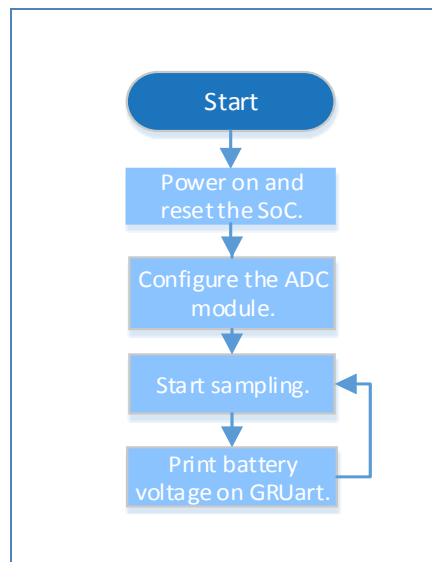 Start
Power on and
reset the SoC.
Configure the ADC
module.
Start sampling.
Print battery
voltage on GRUart.